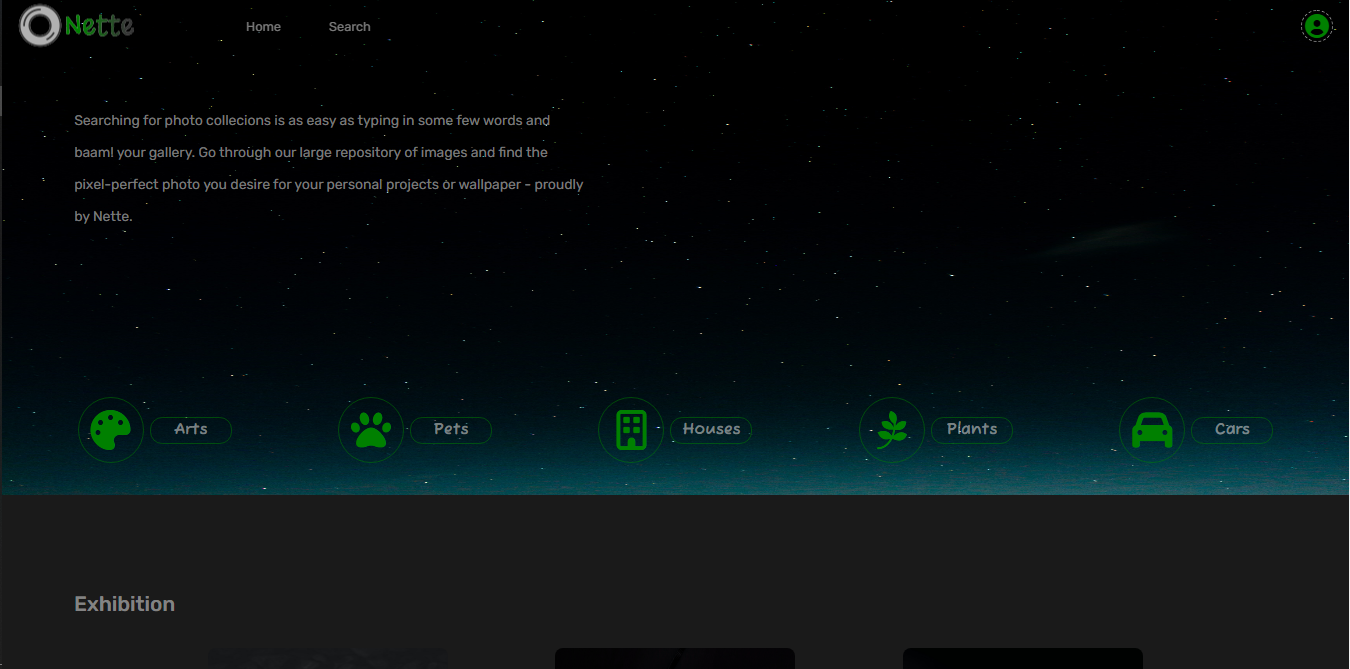 Nette
Home
Search
Searching for photo collecions is as easy as typing in some few words and
baaml your gallery. Go through our large repository of images and find the
pixel-perfect photo you desire for your personal projects or wallpaper - proudly
by Nette.
Arts
Pets
Houses
Plants
Cars
Exhibition